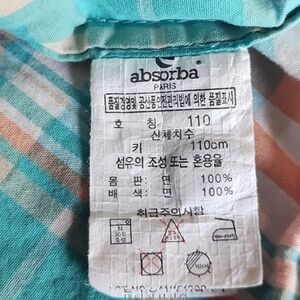 absorba
PARIS
품질경영및 공산품안전관리법에 의한 품질표시
호 칭 110
신체치수
키 110cm
섬유의 조성 또는 혼용율
몸 판: 면 100%
배 색: 면 100%
취급주의사항